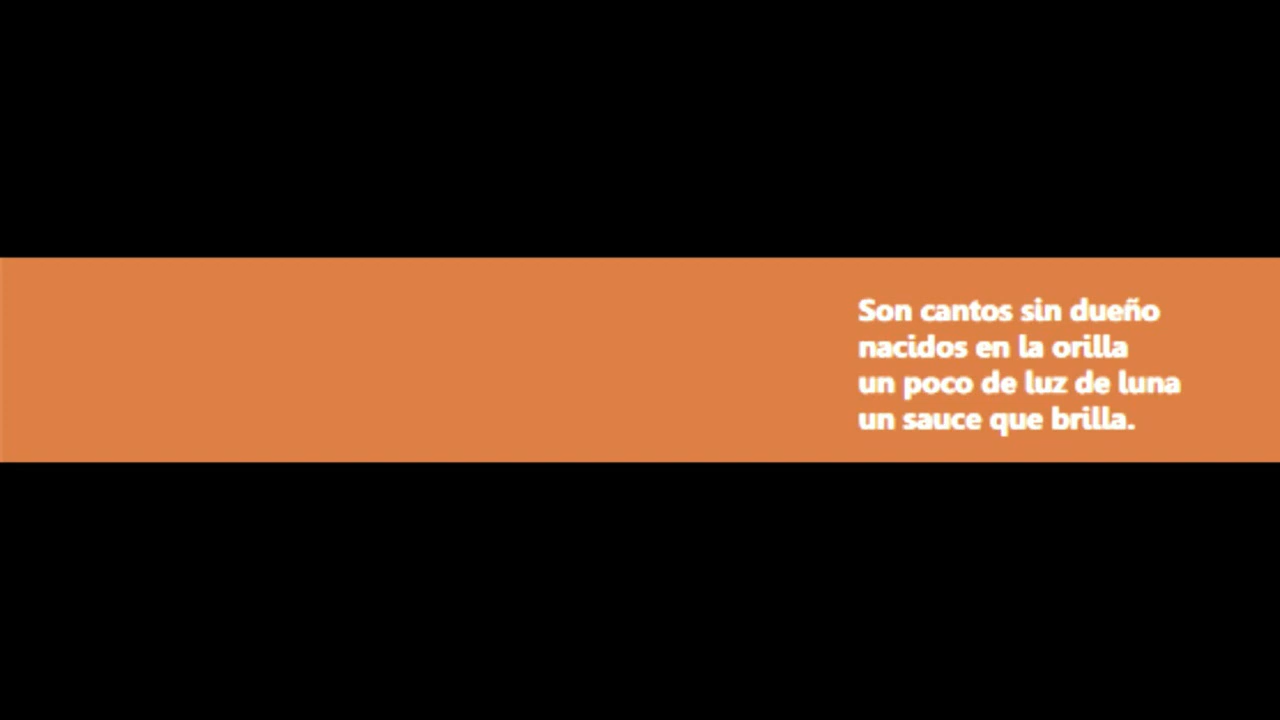 Son cantos sin dueño
nacidos en la orilla
un poco de luz de luna
un sauce que brilla.